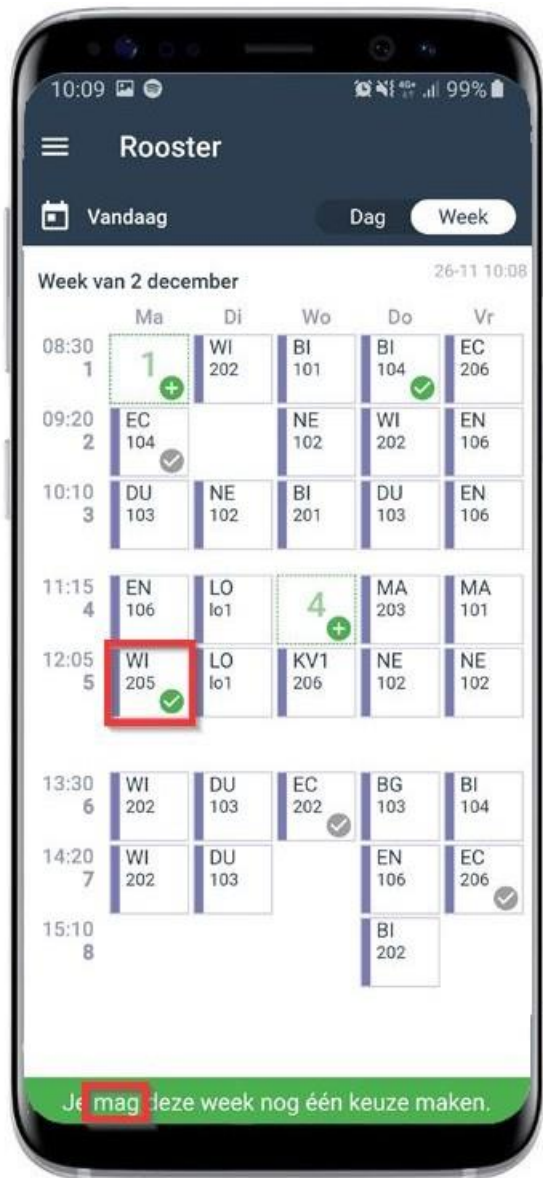 10:09 4G+ 99%
Rooster
Vandaag Dag Week
Week van 2 december 26-11 10:08
Ma Di Wo Do Vr
08:30 1 WI BI BI EC
1 202 101 104 206
09:20 EC NE WI EN
2 104 102 202 106
10:10 DU NE BI DU EN
3 103 102 201 103 106
11:15 EN LO 4 MA MA
4 106 lo1 203 101
12:05 WI LO KV1 NE NE
5 205 lo1 206 102 102
13:30 WI DU EC BG BI
6 202 103 202 103 104
14:20 WI DU EN EC
7 202 103 106 206
15:10 BI
8 202
Je mag deze week nog één keuze maken.